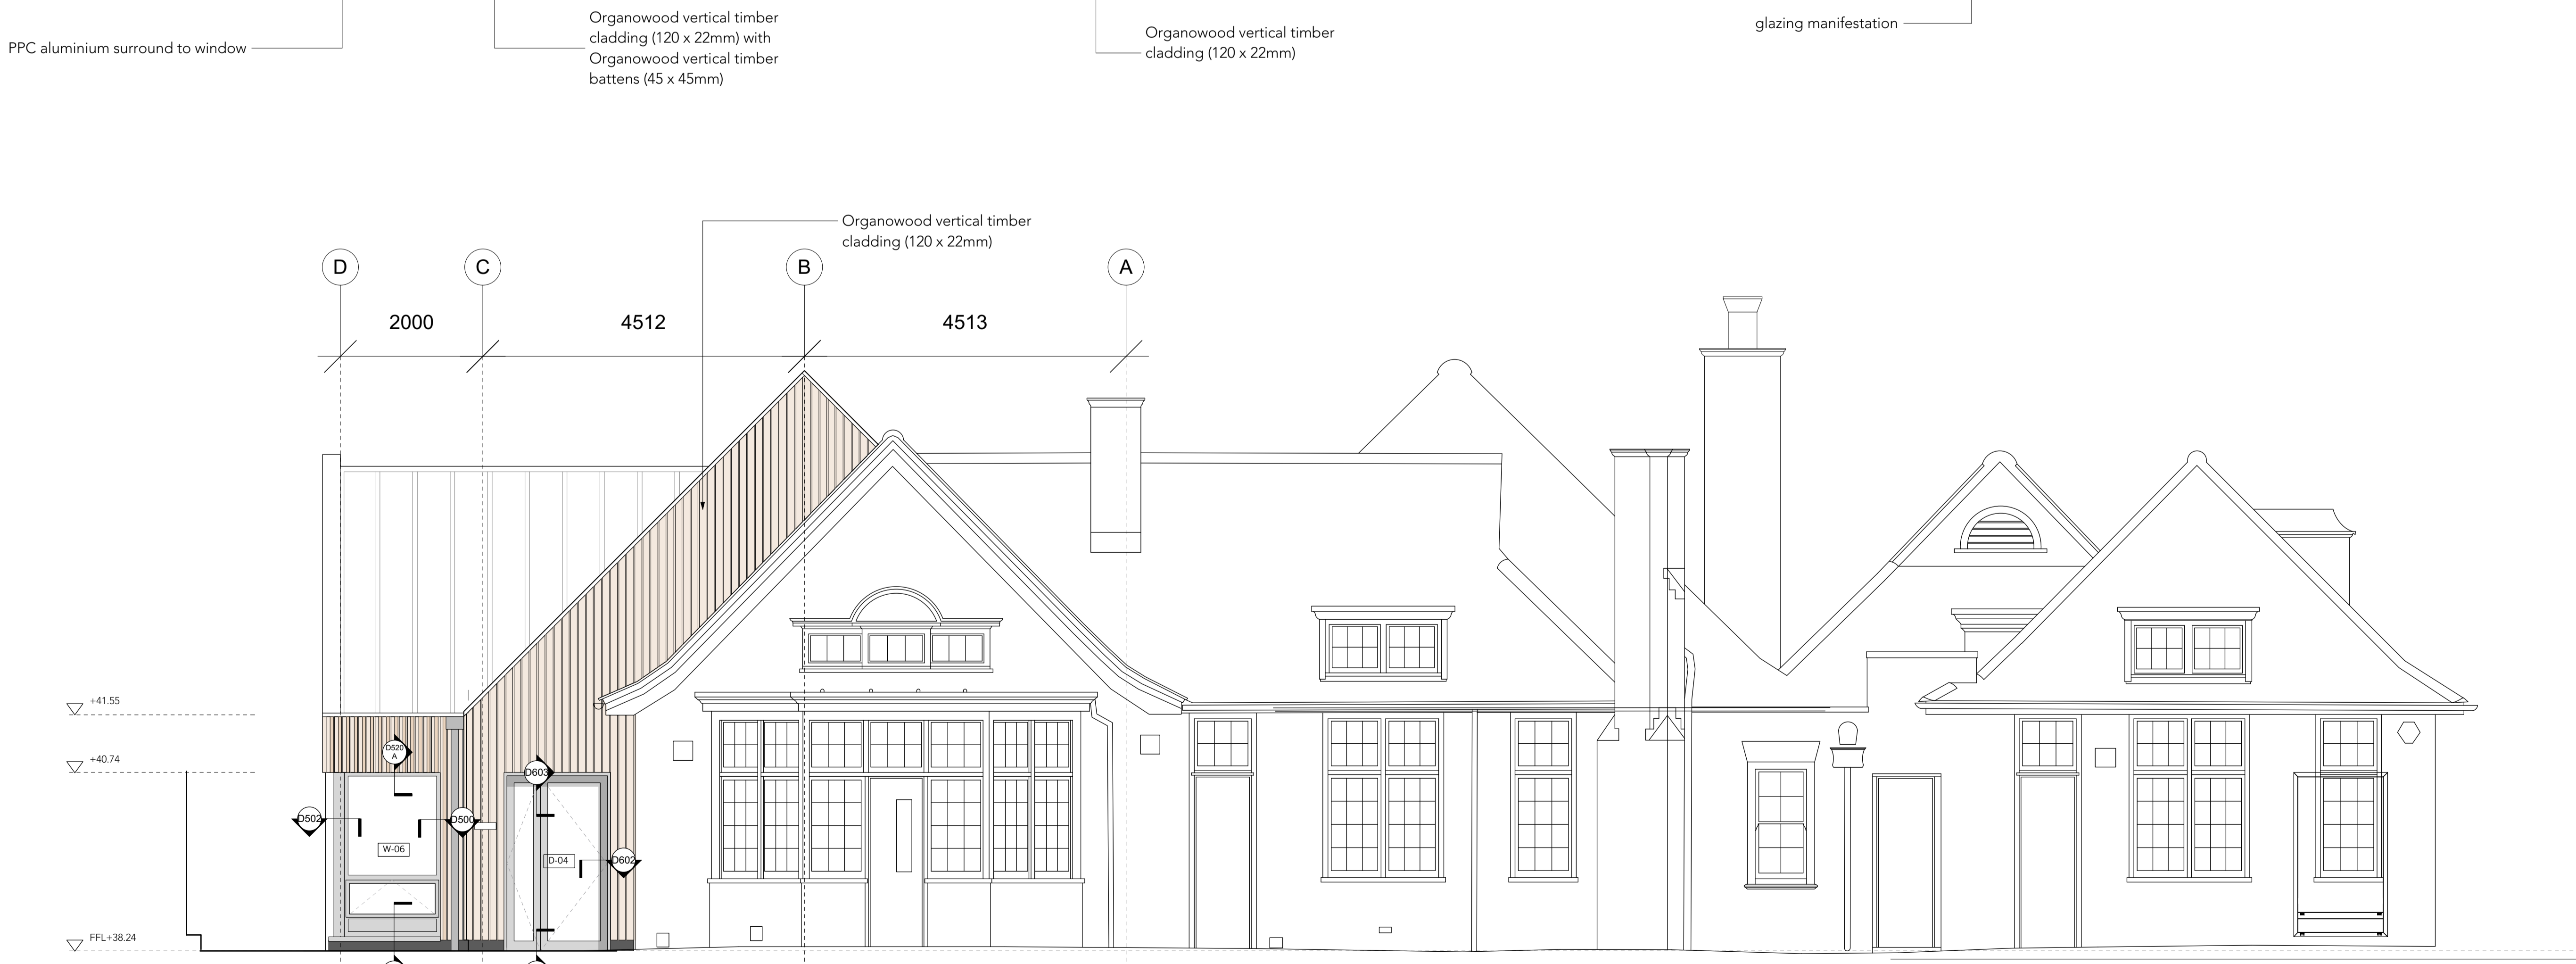 PPC aluminium surround to window
Organowood vertical timber
cladding (120 x 22mm) with
Organowood vertical timber
battens (45 x 45mm)
Organowood vertical timber
cladding (120 x 22mm)
glazing manifestation
Organowood vertical timber
cladding (120 x 22mm)
D
C
B
A
2000
4512
4513
+41.55
+40.74
FFL+38.24
D520
A
D603
D502
D500
W-06
D-04
D602